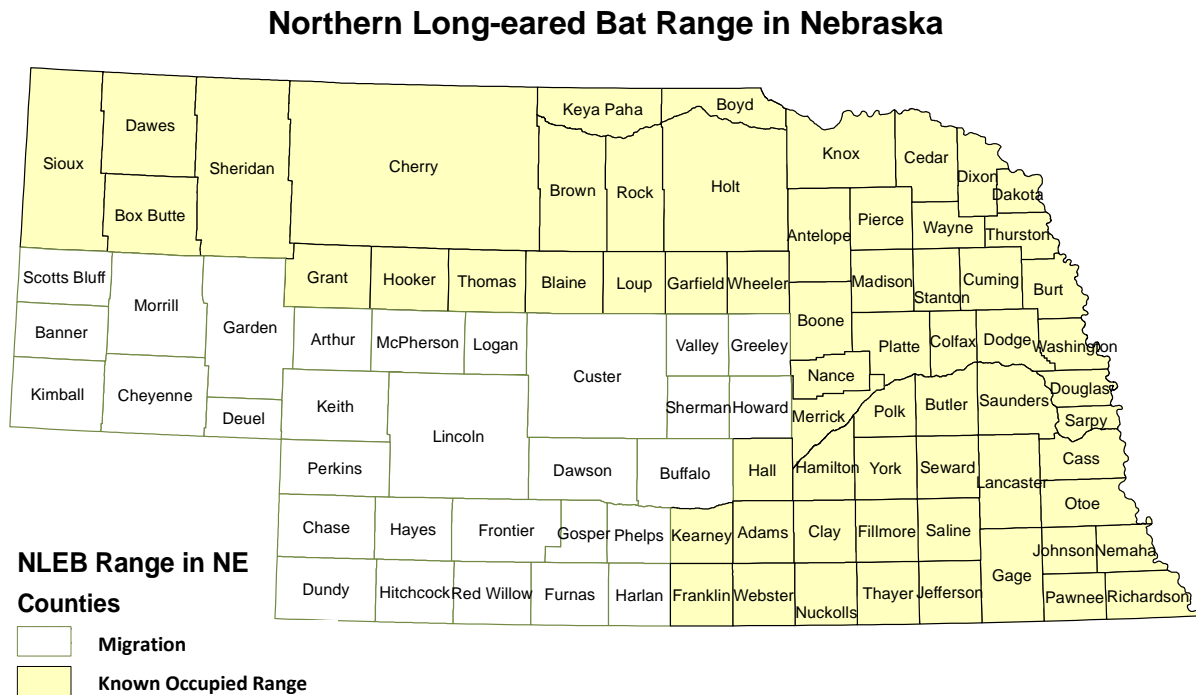 Northern Long-eared Bat Range in Nebraska
Keya Paha
Boyd
Dawes
Sioux
Sheridan
Cherry
Brown
Rock
Holt
Knox
Cedar
Dixon
Dakota
Box Butte
Antelope
Pierce
Wayne
Thurston
Scotts Bluff
Morrill
Garden
Grant
Hooker
Thomas
Blaine
Loup
Garfield
Wheeler
Madison
Stanton
Cuming
Burt
Banner
Arthur
McPherson
Logan
Custer
Valley
Greeley
Boone
Platte
Colfax
Dodge
Washington
Kimball
Cheyenne
Deuel
Keith
Lincoln
Sherman
Howard
Nance
Merrick
Polk
Butler
Saunders
Douglas
Sarpy
Perkins
Dawson
Buffalo
Hall
Hamilton
York
Seward
Lancaster
Cass
Otoe
Chase
Hayes
Frontier
Gosper
Phelps
Kearney
Adams
Clay
Fillmore
Saline
Johnson
Nemaha
Dundy
Hitchcock
Red Willow
Furnas
Harlan
Franklin
Webster
Nuckolls
Thayer
Jefferson
Gage
Pawnee
Richardson
NLEB Range in NE
Counties
Migration
Known Occupied Range